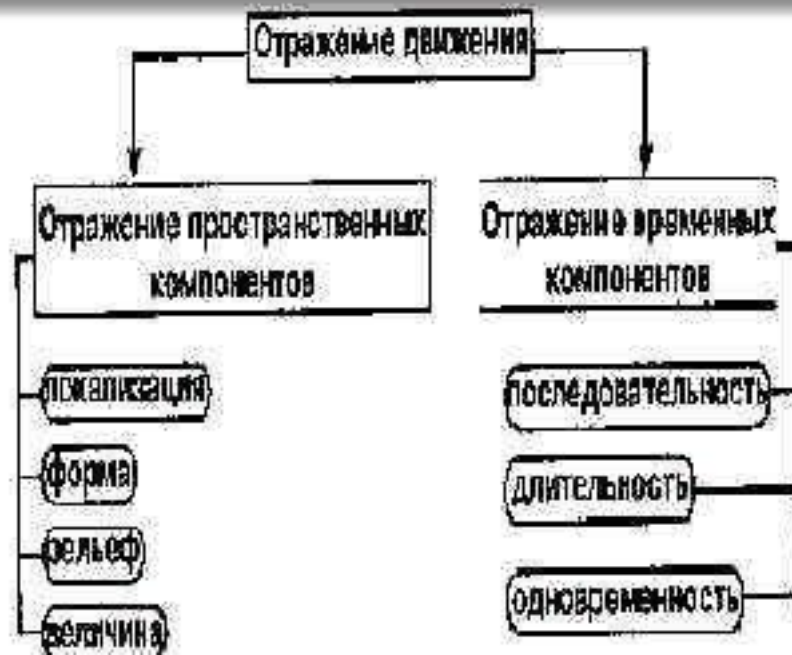 Отражение движения
Отражение пространственных
компонентов
Отражение временных
компонентов
локализация
форма
рельеф
величина
последовательность
длительность
одновременность